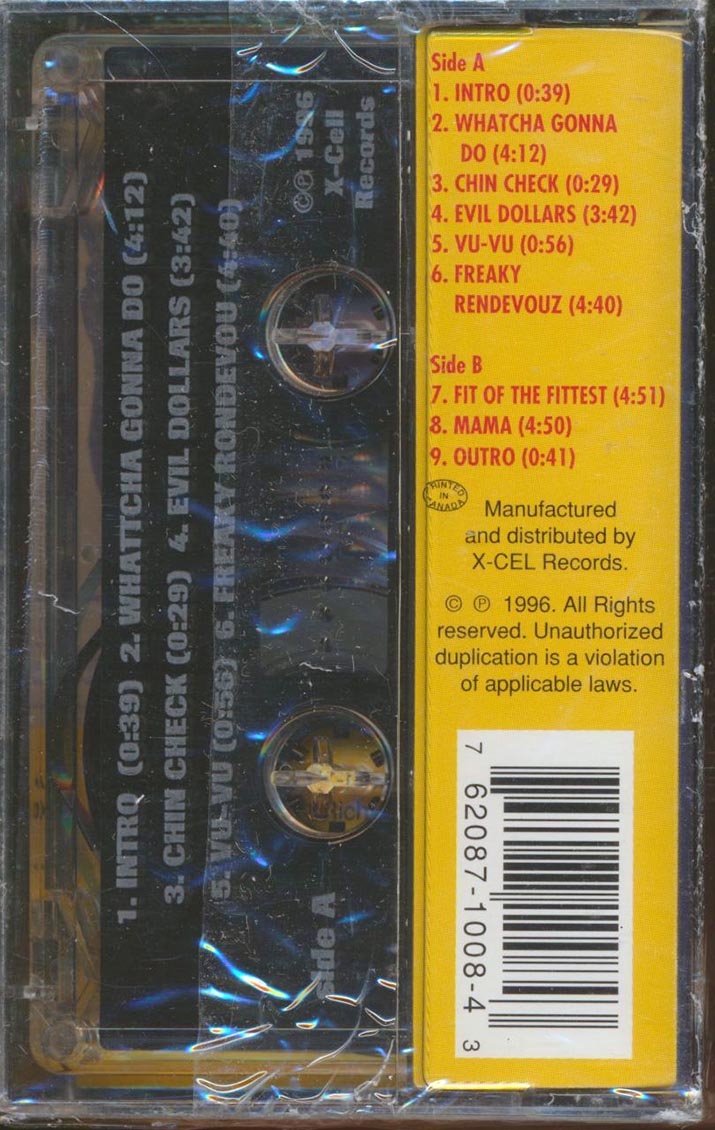 Side A
1. INTRO (0:39)
2. WHATCHA GONNA
DO (4:12)
3. CHIN CHECK (0:29)
4. EVIL DOLLARS (3:42)
5. VU-VU (0:56)
6. FREAKY
RENDEVOUZ (4:40)
Side B
7. FIT OF THE FITTEST (4:51)
8. MAMA (4:50)
9. OUTRO (0:41)
PRINTED
IN
CANADA
Manufactured
and distributed by
X-CEL Records.
© ℗ 1996. All Rights
reserved. Unauthorized
duplication is a violation
of applicable laws.
7 62087-1008-4 3
1. INTRO (0:39) 2. WHATTCHA GONNA DO (4:12)
3. CHIN CHECK (0:29) 4. EVIL DOLLARS (3:42)
5. VU-VU (0:56) 6. FREAKY RONDEVOU (4:40)
Side A
©℗ 1996
X-Cell
Records